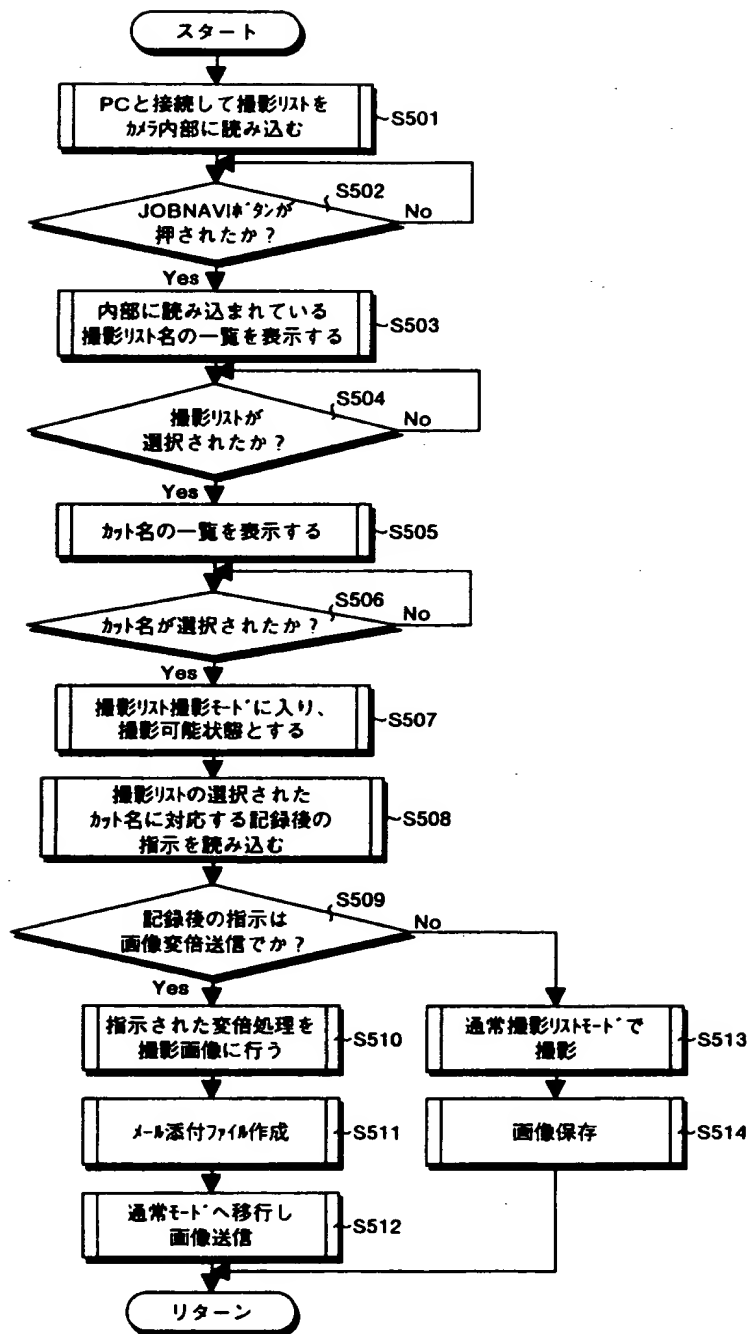 スタート
PCと接続して撮影リストを
カメラ内部に読み込む
S501
S502
JOBNAVIボタンが
押されたか？
No
Yes
内部に読み込まれている
撮影リスト名の一覧を表示する
S503
S504
撮影リストが
選択されたか？
No
Yes
カット名の一覧を表示する
S505
S506
カット名が選択されたか？
No
Yes
撮影リスト撮影モードに入り、
撮影可能状態とする
S507
撮影リストの選択された
カット名に対応する記録後の
指示を読み込む
S508
S509
記録後の指示は
画像変倍送信でか？
No
Yes
指示された変倍処理を
撮影画像に行う
S510
通常撮影リストモードで
撮影
S513
メール添付ファイル作成
S511
画像保存
S514
通常モードへ移行し
画像送信
S512
リターン